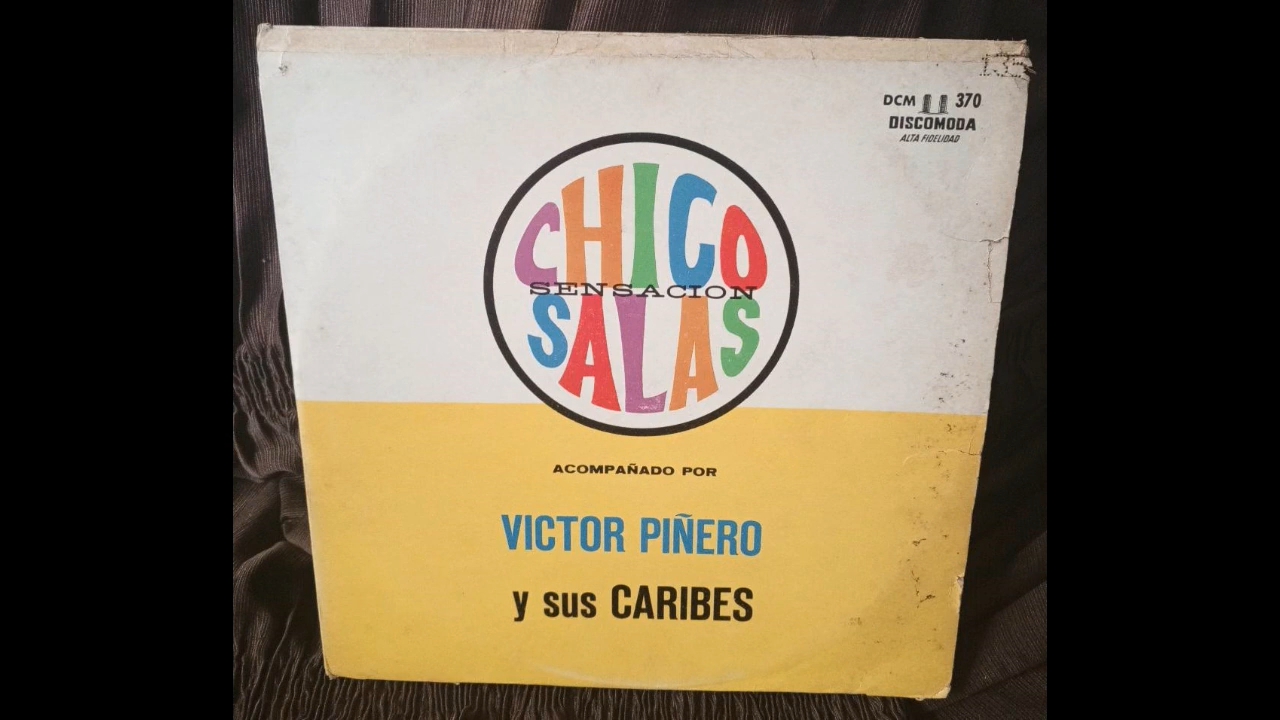 DCM 370
DISCOMODA
ALTA FIDELIDAD
CHICO
SENSACION
SALAS
ACOMPAÑADO POR
VICTOR PIÑERO
y sus CARIBES